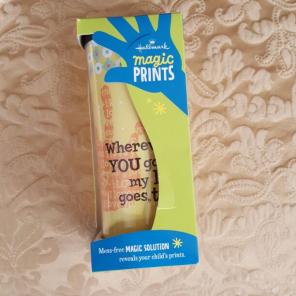 Hallmark
magic
PRINTS
Where
YOU go
my
goes
Mess-free MAGIC SOLUTION
reveals your child's prints.